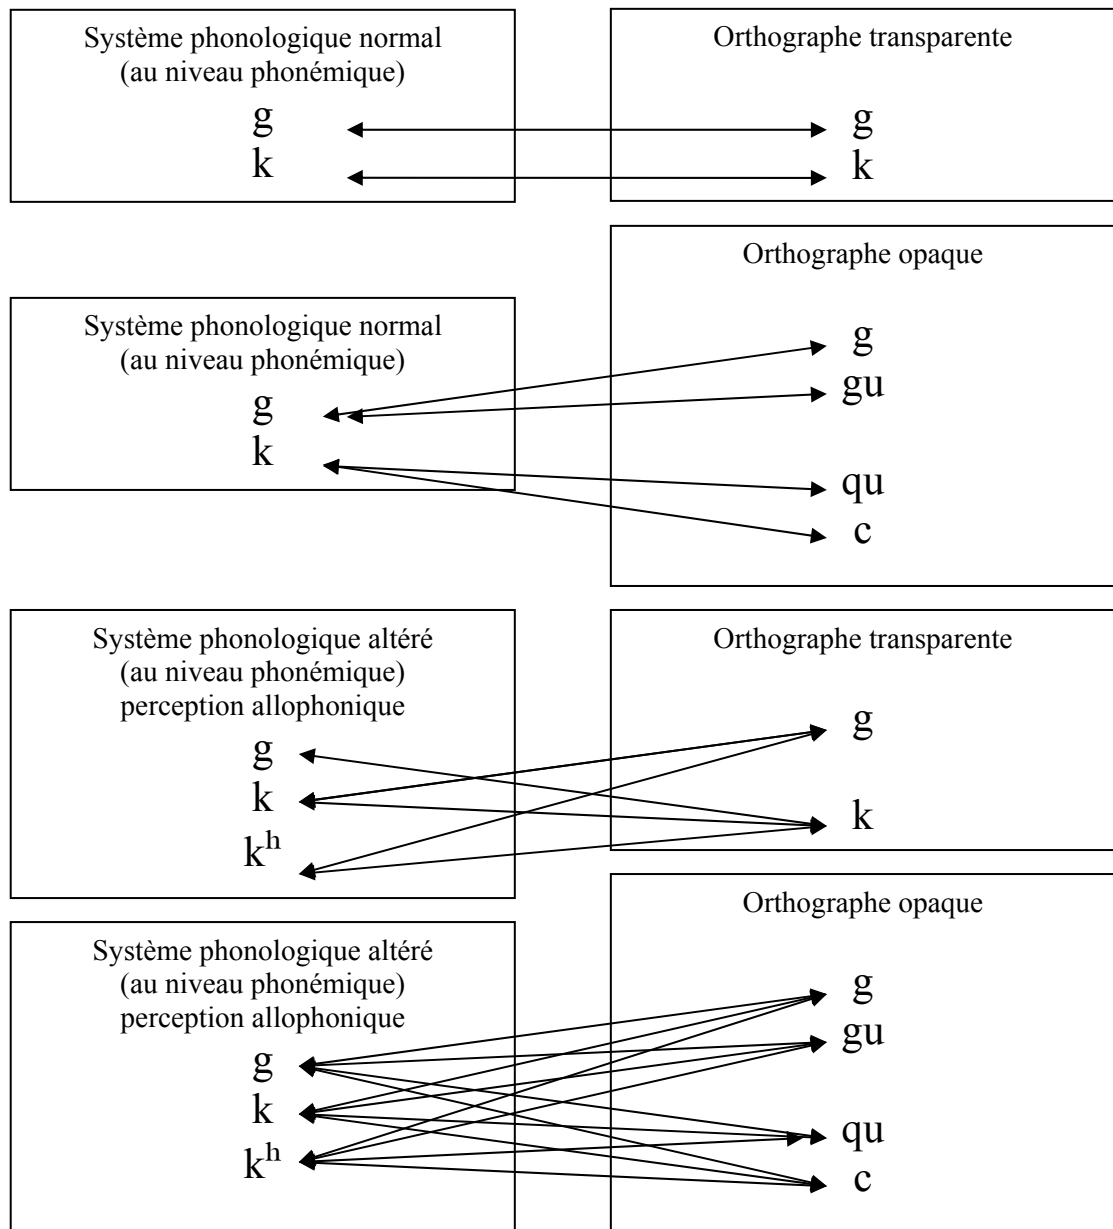 Système phonologique normal
(au niveau phonémique)
g
k
Orthographe transparente
g
k
Système phonologique normal
(au niveau phonémique)
g
k
Orthographe opaque
g
gu
qu
c
Système phonologique altéré
(au niveau phonémique)
perception allophonique
g
k
kʰ
Orthographe transparente
g
k
Système phonologique altéré
(au niveau phonémique)
perception allophonique
g
k
kʰ
Orthographe opaque
g
gu
qu
c